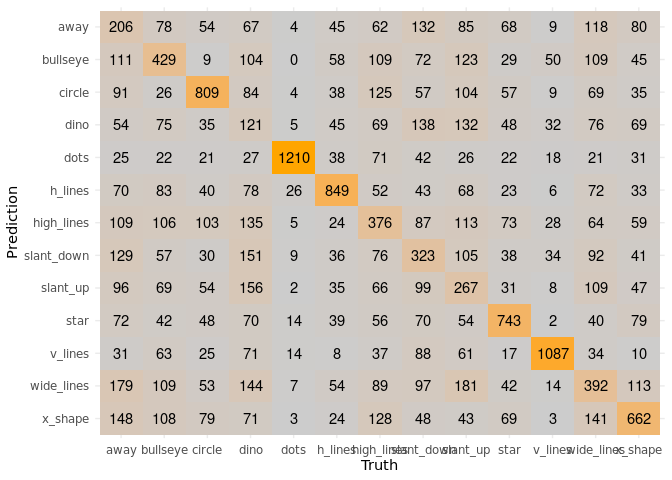 away 206 78 54 67 4 45 62 132 85 68 9 118 80
bullseye 111 429 9 104 0 58 109 72 123 29 50 109 45
circle 91 26 809 84 4 38 125 57 104 57 9 69 35
dino 54 75 35 121 5 45 69 138 132 48 32 76 69
dots 25 22 21 27 1210 38 71 42 26 22 18 21 31
h_lines 70 83 40 78 26 849 52 43 68 23 6 72 33
high_lines 109 106 103 135 5 24 376 87 113 73 28 64 59
slant_down 129 57 30 151 9 36 76 323 105 38 34 92 41
slant_up 96 69 54 156 2 35 66 99 267 31 8 109 47
star 72 42 48 70 14 39 56 70 54 743 2 40 79
v_lines 31 63 25 71 14 8 37 88 61 17 1087 34 10
wide_lines 179 109 53 144 7 54 89 97 181 42 14 392 113
x_shape 148 108 79 71 3 24 128 48 43 69 3 141 662
away bullseye circle dino dots h_lines high_lines slant_down slant_up star v_lines wide_lines x_shape
Truth
Prediction